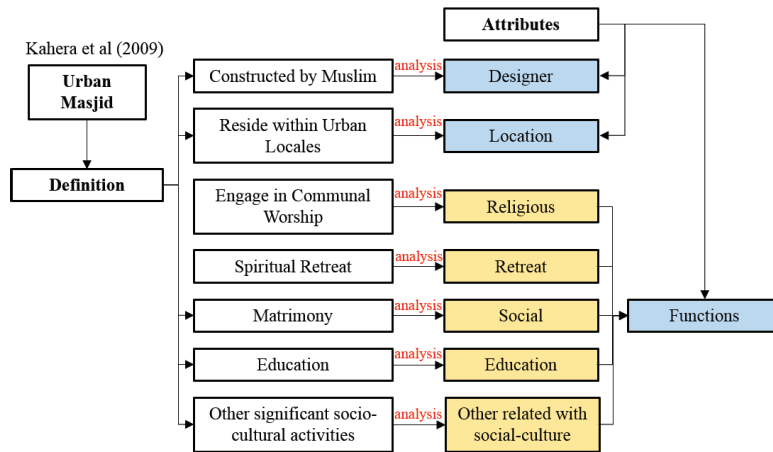 Attributes
Kahera et al (2009)
Urban
Masjid
Constructed by Muslim
analysis
Designer
Reside within Urban
Locales
analysis
Location
Definition
Engage in Communal
Worship
analysis
Religious
Spiritual Retreat
analysis
Retreat
Matrimony
analysis
Social
Functions
Education
analysis
Education
Other significant socio-
cultural activities
analysis
Other related with
social-culture